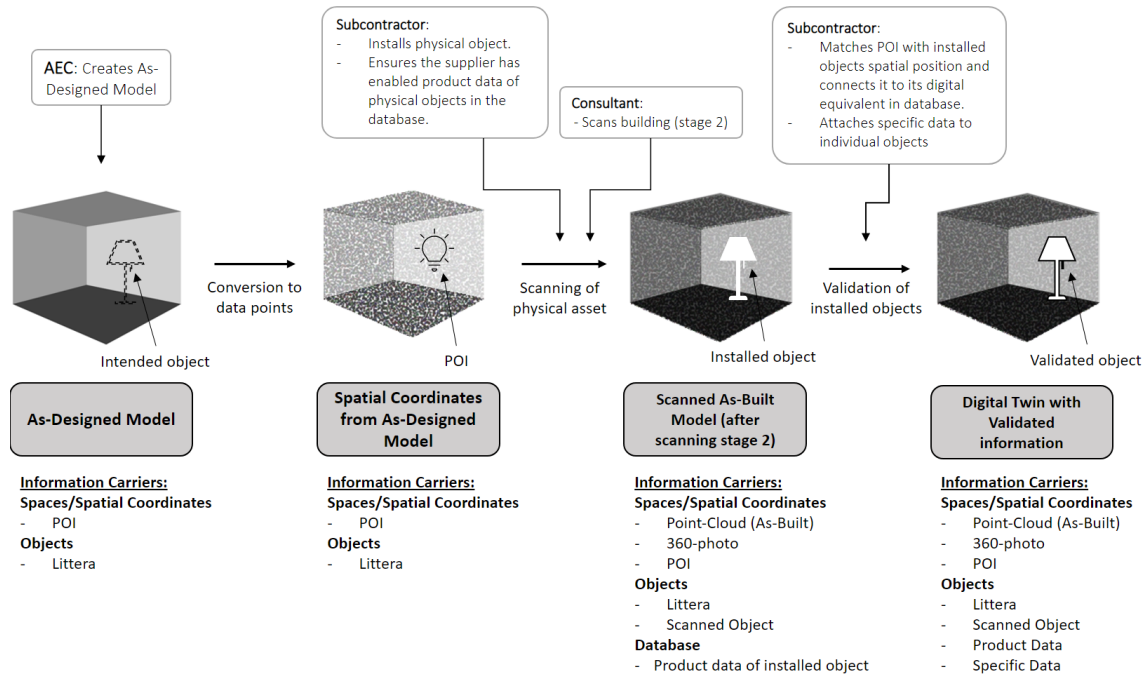 AEC: Creates As-
Designed Model
Subcontractor:
- Installs physical object.
- Ensures the supplier has
enabled product data of
physical objects in the
database.
Consultant:
- Scans building (stage 2)
Subcontractor:
- Matches POI with installed
objects spatial position and
connects it to its digital
equivalent in database.
- Attaches specific data to
individual objects
Conversion to
data points
Scanning of
physical asset
Validation of
installed objects
Intended object
POI
Installed object
Validated object
As-Designed Model
Spatial Coordinates
from As-Designed
Model
Scanned As-Built
Model (after
scanning stage 2)
Digital Twin with
Validated
information
Information Carriers:
Spaces/Spatial Coordinates
- POI
Objects
- Littera
Information Carriers:
Spaces/Spatial Coordinates
- POI
Objects
- Littera
Information Carriers:
Spaces/Spatial Coordinates
- Point-Cloud (As-Built)
- 360-photo
- POI
Objects
- Littera
- Scanned Object
Database
- Product data of installed object
Information Carriers:
Spaces/Spatial Coordinates
- Point-Cloud (As-Built)
- 360-photo
- POI
Objects
- Littera
- Scanned Object
- Product Data
- Specific Data